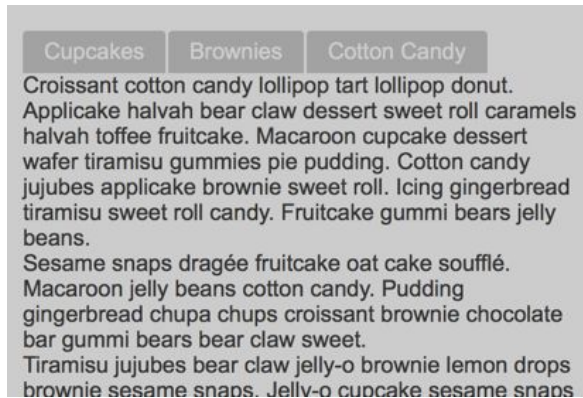 Cupcakes Brownies Cotton Candy
Croissant cotton candy lollipop tart lollipop donut.
Applicake halvah bear claw dessert sweet roll caramels
halvah toffee fruitcake. Macaroon cupcake dessert
wafer tiramisu gummies pie pudding. Cotton candy
jujubes applicake brownie sweet roll. Icing gingerbread
tiramisu sweet roll candy. Fruitcake gummi bears jelly
beans.
Sesame snaps dragée fruitcake oat cake soufflé.
Macaroon jelly beans cotton candy. Pudding
gingerbread chupa chups croissant brownie chocolate
bar gummi bears bear claw sweet.
Tiramisu jujubes bear claw jelly-o brownie lemon drops
brownie sesame snaps. Jelly-o cupcake sesame snaps